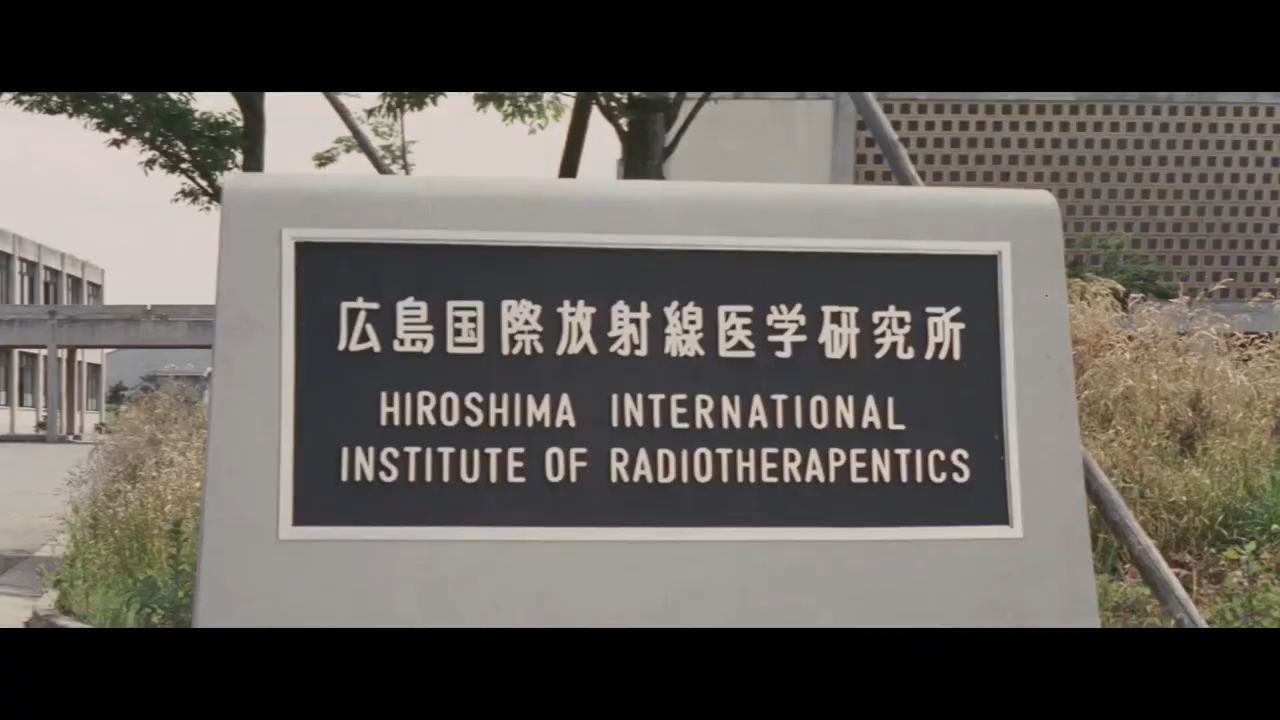 広島国際放射線医学研究所
HIROSHIMA INTERNATIONAL
INSTITUTE OF RADIOTHERAPENTICS